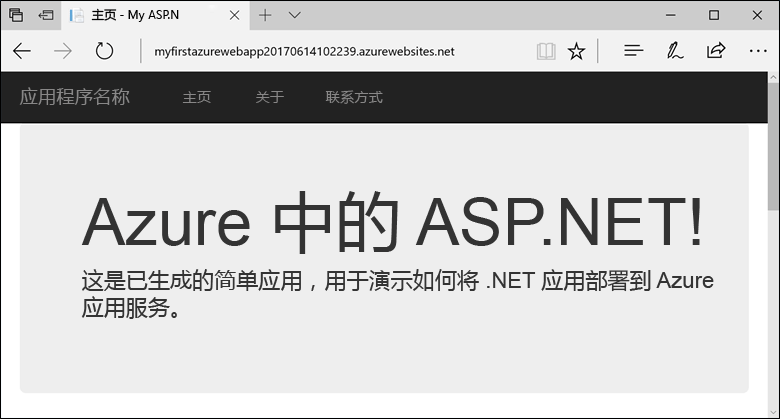 主页 - My ASP.N
myfirstazurewebapp20170614102239.azurewebsites.net
应用程序名称 主页 关于 联系方式
Azure 中的 ASP.NET!
这是已生成的简单应用，用于演示如何将 .NET 应用部署到 Azure
应用服务。